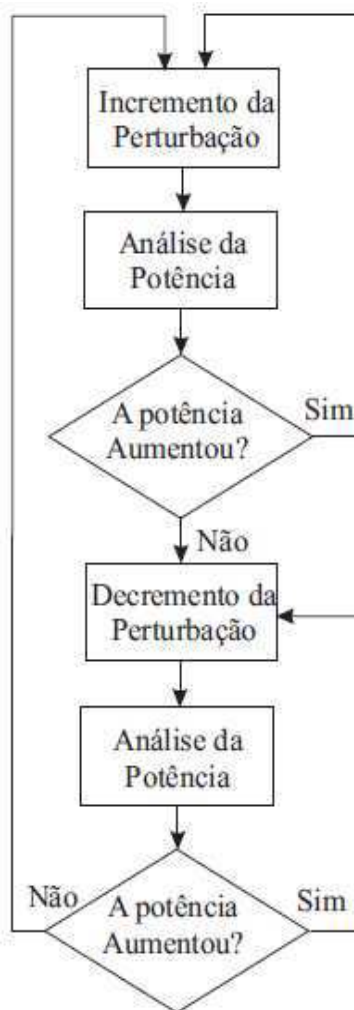 Incremento da
Perturbação
Análise da
Potência
A potência
Aumentou?
Sim
Não
Decremento da
Perturbação
Análise da
Potência
Não
A potência
Aumentou?
Sim